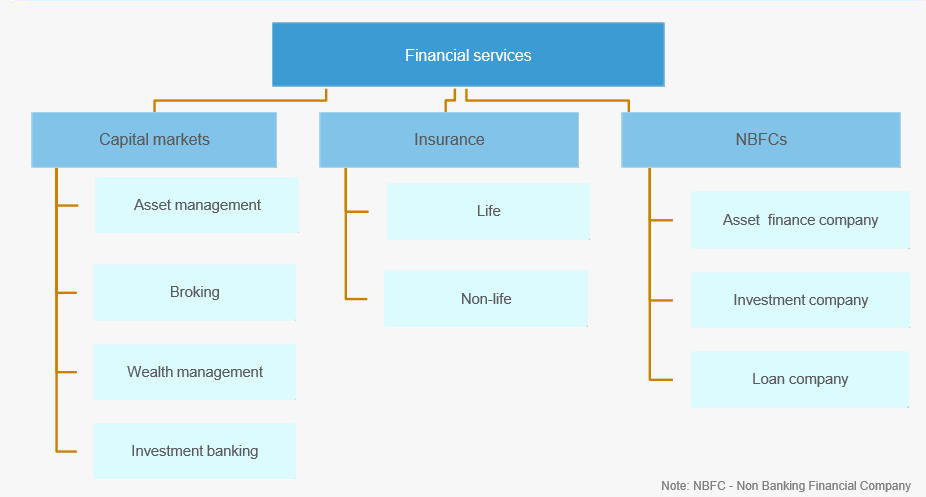 Financial services
Capital markets
Insurance
NBFCs
Asset management
Broking
Wealth management
Investment banking
Life
Non-life
Asset finance company
Investment company
Loan company
Note: NBFC - Non Banking Financial Company